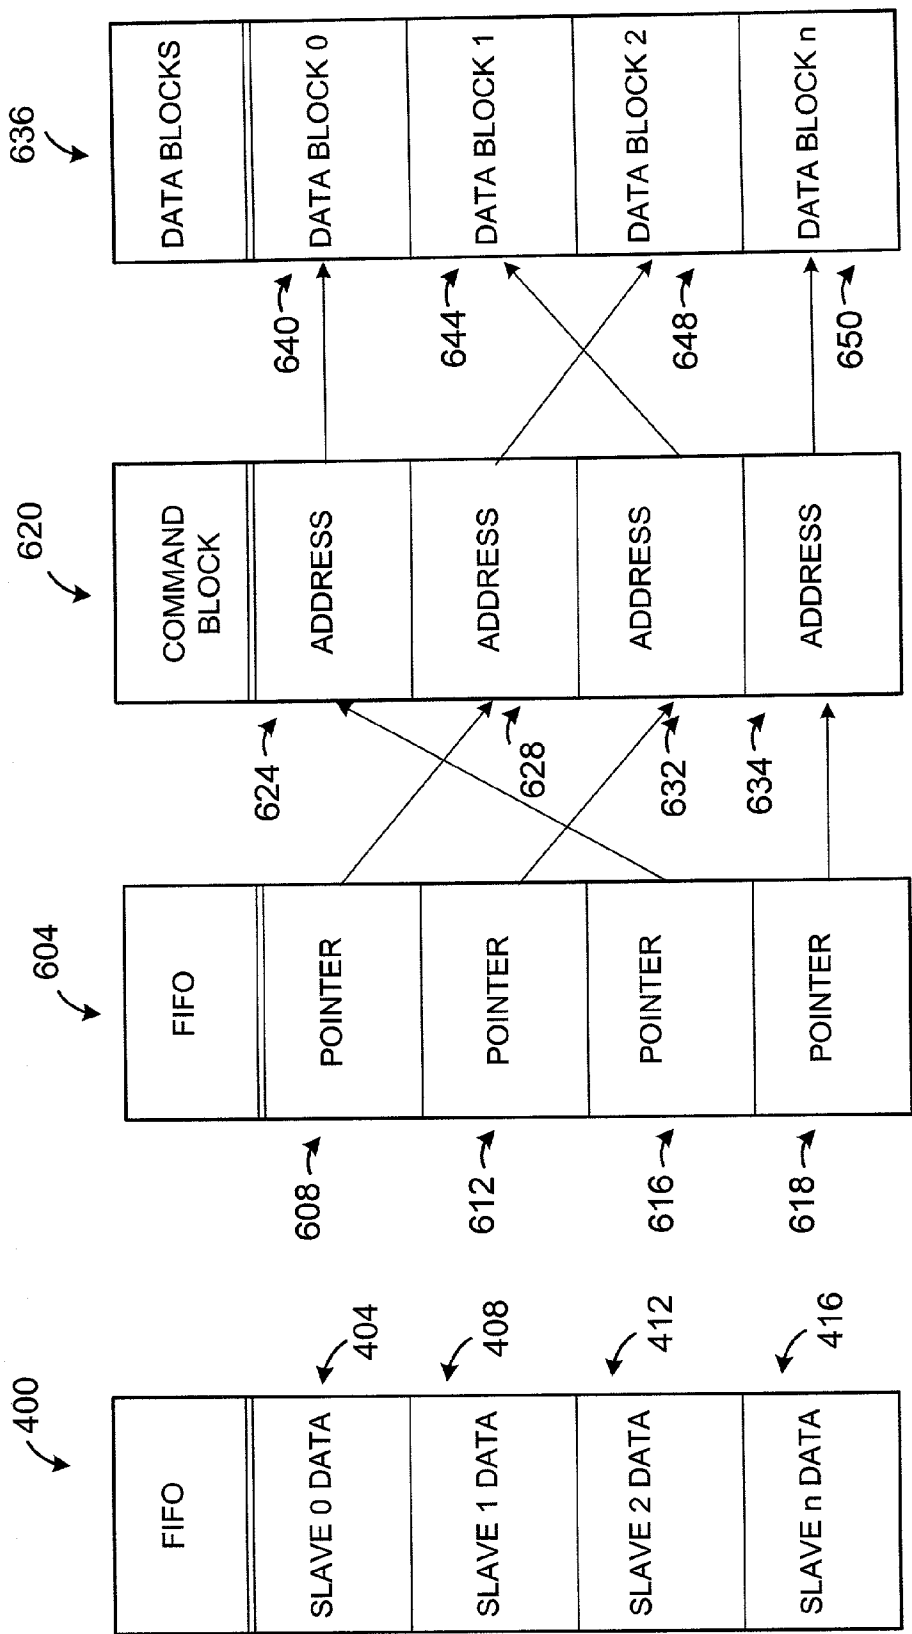 400
FIFO
SLAVE 0 DATA
404
SLAVE 1 DATA
408
SLAVE 2 DATA
412
SLAVE n DATA
416
604
FIFO
608
POINTER
612
POINTER
616
POINTER
618
POINTER
620
COMMAND
BLOCK
624
ADDRESS
628
ADDRESS
632
ADDRESS
634
ADDRESS
636
DATA BLOCKS
640
DATA BLOCK 0
644
DATA BLOCK 1
648
DATA BLOCK 2
650
DATA BLOCK n